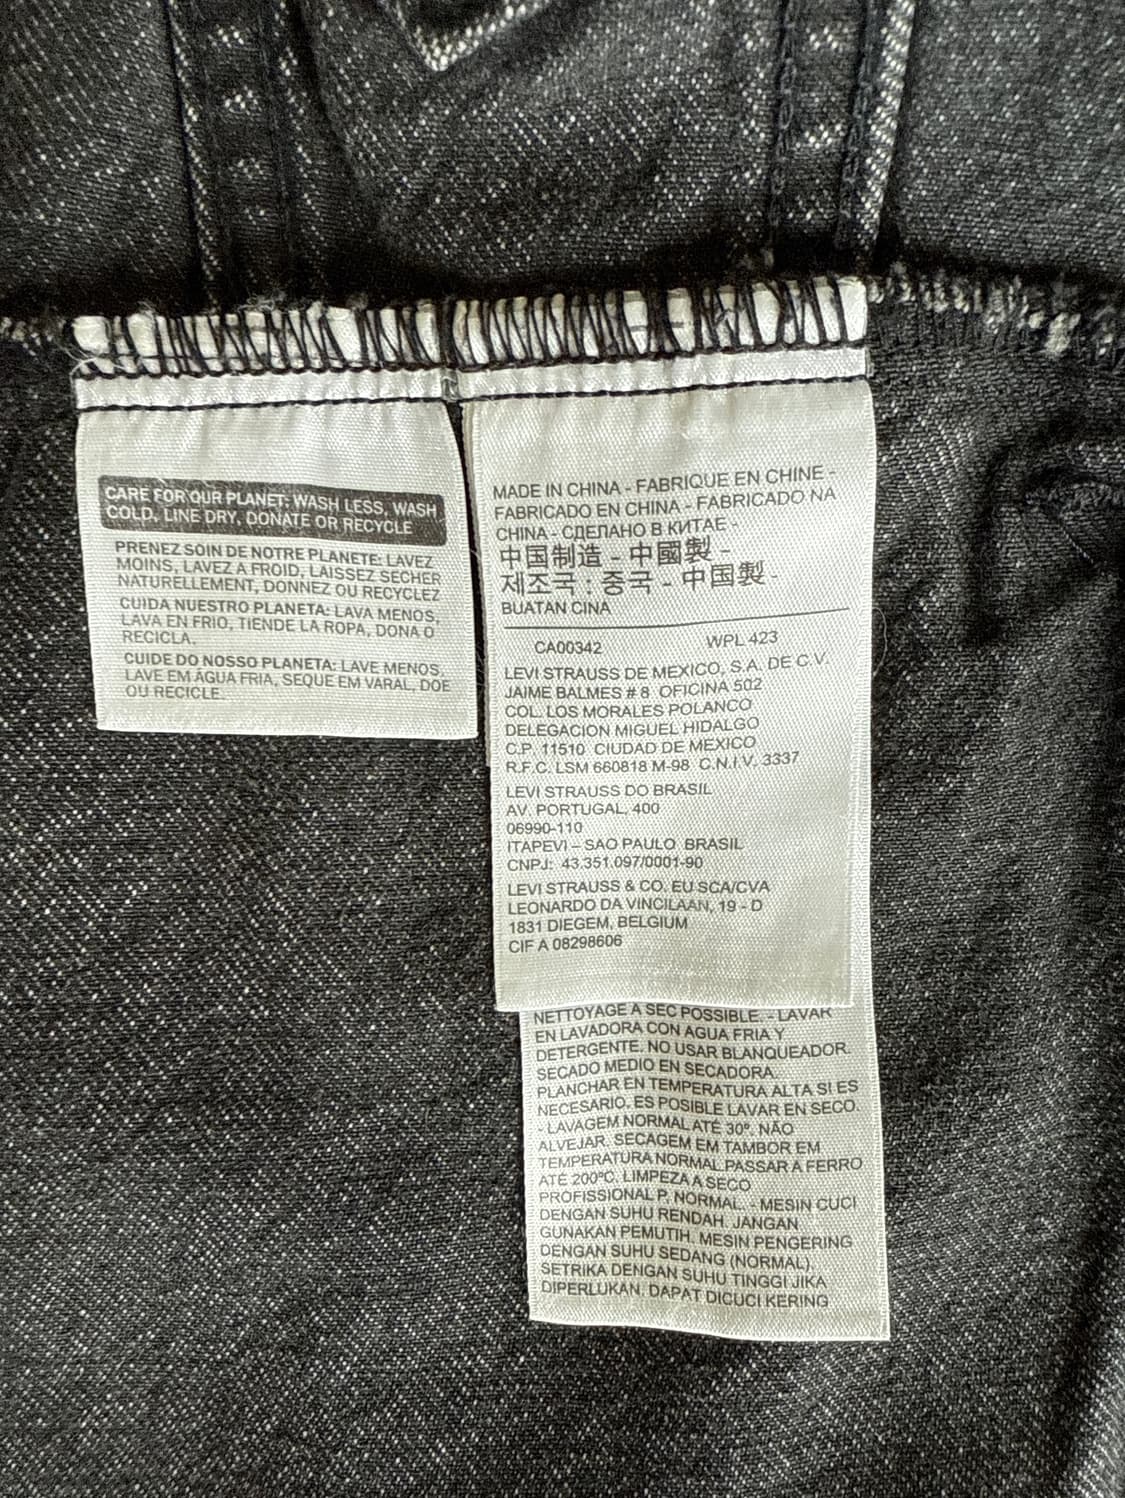 CARE FOR OUR PLANET: WASH LESS, WASH
COLD, LINE DRY, DONATE OR RECYCLE
PRENEZ SOIN DE NOTRE PLANETE: LAVEZ
MOINS, LAVEZ A FROID, LAISSEZ SECHER
NATURELLEMENT, DONNEZ OU RECYCLEZ
CUIDA NUESTRO PLANETA: LAVA MENOS,
LAVA EN FRIO, TIENDE LA ROPA, DONA O
RECICLA.
CUIDE DO NOSSO PLANETA: LAVE MENOS,
LAVE EM ÁGUA FRIA, SEQUE EM VARAL, DOE
OU RECICLE.
MADE IN CHINA - FABRIQUE EN CHINE -
FABRICADO EN CHINA - FABRICADO NA
CHINA - СДЕЛАНО В КИТАЕ -
中国制造 - 中國製 -
제조국 : 중국 - 中国製 -
BUATAN CINA
CA00342 WPL 423
LEVI STRAUSS DE MEXICO, S.A. DE C.V.
JAIME BALMES # 8 OFICINA 502
COL. LOS MORALES POLANCO
DELEGACION MIGUEL HIDALGO
C.P. 11510 CIUDAD DE MEXICO
R.F.C. LSM 660818 M-98 C.N.I.V. 3337
LEVI STRAUSS DO BRASIL
AV. PORTUGAL, 400
06990-110
ITAPEVI – SAO PAULO BRASIL
CNPJ: 43.351.097/0001-90
LEVI STRAUSS & CO. EU SCA/CVA
LEONARDO DA VINCILAAN, 19 - D
1831 DIEGEM, BELGIUM
CIF A 08298606
NETTOYAGE A SEC POSSIBLE. - LAVAR
EN LAVADORA CON AGUA FRIA Y
DETERGENTE. NO USAR BLANQUEADOR.
SECADO MEDIO EN SECADORA.
PLANCHAR EN TEMPERATURA ALTA SI ES
NECESARIO. ES POSIBLE LAVAR EN SECO.
- LAVAGEM NORMAL ATÉ 30º. NÃO
ALVEJAR. SECAGEM EM TAMBOR EM
TEMPERATURA NORMAL.PASSAR A FERRO
ATÉ 200ºC. LIMPEZA A SECO
PROFISSIONAL P. NORMAL. - MESIN CUCI
DENGAN SUHU RENDAH. JANGAN
GUNAKAN PEMUTIH. MESIN PENGERING
DENGAN SUHU SEDANG (NORMAL).
SETRIKA DENGAN SUHU TINGGI JIKA
DIPERLUKAN. DAPAT DICUCI KERING